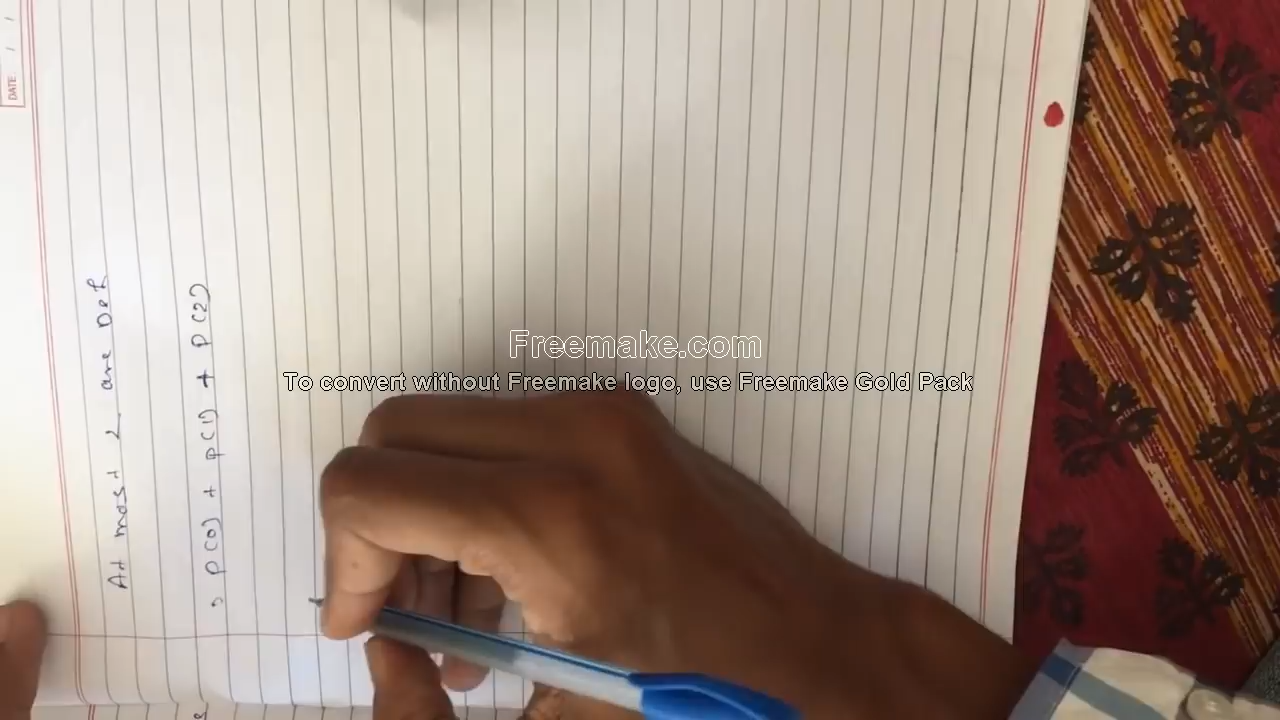 DATE
At most 2 are Def
P(0) + P(1) + P(2)
Freemake.com
To convert without Freemake logo, use Freemake Gold Pack